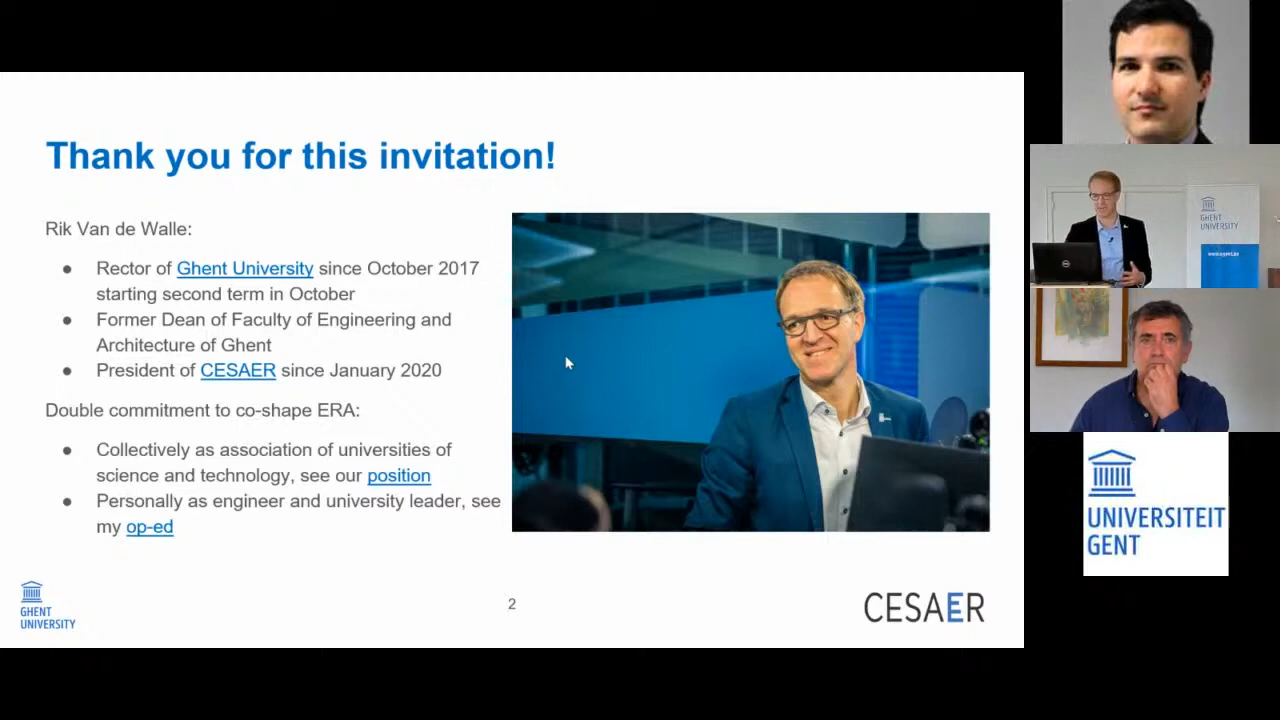 Thank you for this invitation!
Rik Van de Walle:
● Rector of Ghent University since October 2017
starting second term in October
● Former Dean of Faculty of Engineering and
Architecture of Ghent
● President of CESAER since January 2020
Double commitment to co-shape ERA:
● Collectively as association of universities of
science and technology, see our position
● Personally as engineer and university leader, see
my op-ed
GHENT
UNIVERSITY
2
CESAER
GHENT
UNIVERSITY
UNIVERSITEIT
GENT